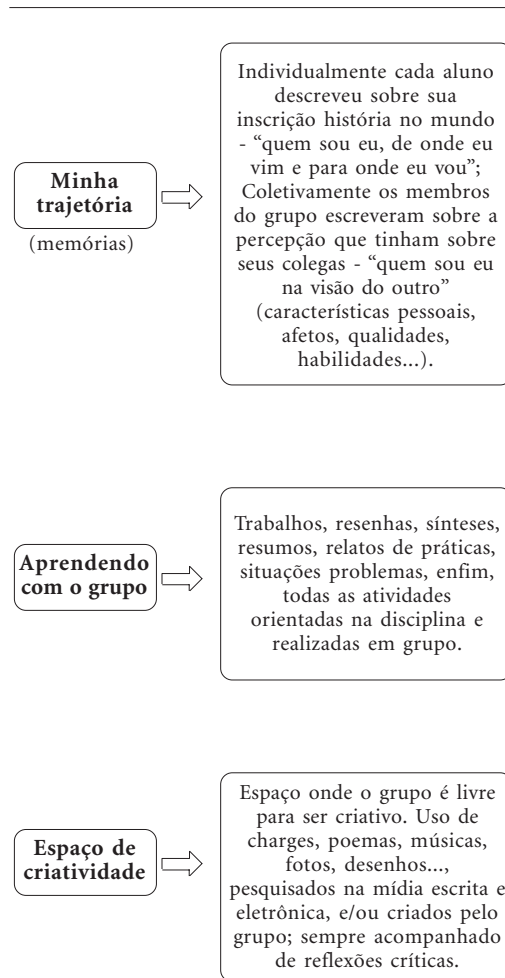 Minha
trajetória
(memórias)
Individualmente cada aluno
descreveu sobre sua
inscrição história no mundo
- “quem sou eu, de onde eu
vim e para onde eu vou”;
Coletivamente os membros
do grupo escreveram sobre a
percepção que tinham sobre
seus colegas - “quem sou eu
na visão do outro”
(características pessoais,
afetos, qualidades,
habilidades...).
Aprendendo
com o grupo
Trabalhos, resenhas, sínteses,
resumos, relatos de práticas,
situações problemas, enfim,
todas as atividades
orientadas na disciplina e
realizadas em grupo.
Espaço de
criatividade
Espaço onde o grupo é livre
para ser criativo. Uso de
charges, poemas, músicas,
fotos, desenhos...,
pesquisados na mídia escrita e
eletrônica, e/ou criados pelo
grupo; sempre acompanhado
de reflexões críticas.